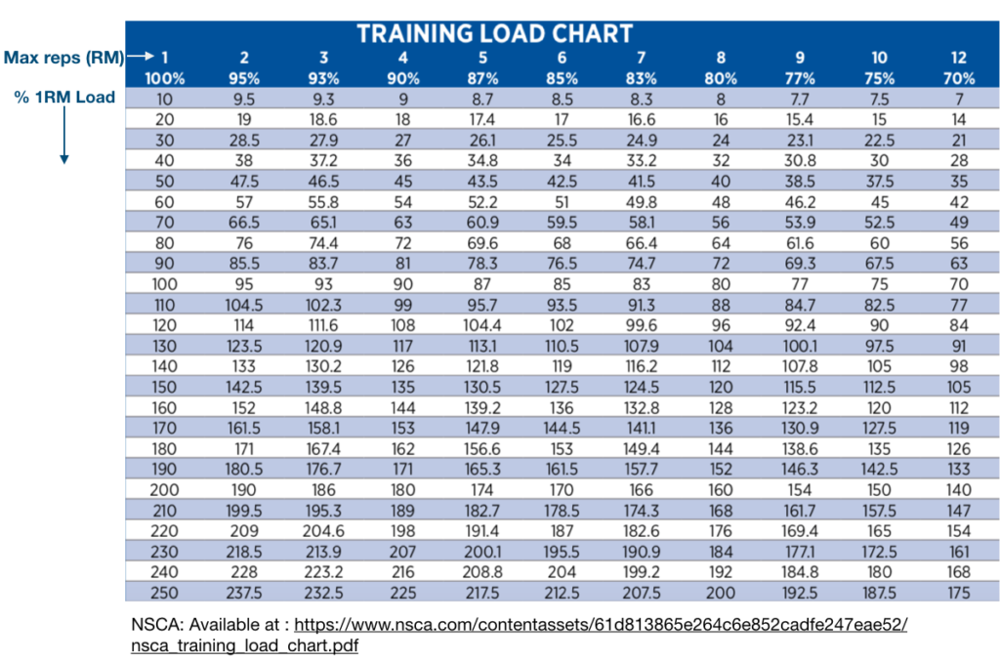 TRAINING LOAD CHART
Max reps (RM) 1 2 3 4 5 6 7 8 9 10 12
100% 95% 93% 90% 87% 85% 83% 80% 77% 75% 70%
% 1RM Load 10 9.5 9.3 9 8.7 8.5 8.3 8 7.7 7.5 7
20 19 18.6 18 17.4 17 16.6 16 15.4 15 14
30 28.5 27.9 27 26.1 25.5 24.9 24 23.1 22.5 21
40 38 37.2 36 34.8 34 33.2 32 30.8 30 28
50 47.5 46.5 45 43.5 42.5 41.5 40 38.5 37.5 35
60 57 55.8 54 52.2 51 49.8 48 46.2 45 42
70 66.5 65.1 63 60.9 59.5 58.1 56 53.9 52.5 49
80 76 74.4 72 69.6 68 66.4 64 61.6 60 56
90 85.5 83.7 81 78.3 76.5 74.7 72 69.3 67.5 63
100 95 93 90 87 85 83 80 77 75 70
110 104.5 102.3 99 95.7 93.5 91.3 88 84.7 82.5 77
120 114 111.6 108 104.4 102 99.6 96 92.4 90 84
130 123.5 120.9 117 113.1 110.5 107.9 104 100.1 97.5 91
140 133 130.2 126 121.8 119 116.2 112 107.8 105 98
150 142.5 139.5 135 130.5 127.5 124.5 120 115.5 112.5 105
160 152 148.8 144 139.2 136 132.8 128 123.2 120 112
170 161.5 158.1 153 147.9 144.5 141.1 136 130.9 127.5 119
180 171 167.4 162 156.6 153 149.4 144 138.6 135 126
190 180.5 176.7 171 165.3 161.5 157.7 152 146.3 142.5 133
200 190 186 180 174 170 166 160 154 150 140
210 199.5 195.3 189 182.7 178.5 174.3 168 161.7 157.5 147
220 209 204.6 198 191.4 187 182.6 176 169.4 165 154
230 218.5 213.9 207 200.1 195.5 190.9 184 177.1 172.5 161
240 228 223.2 216 208.8 204 199.2 192 184.8 180 168
250 237.5 232.5 225 217.5 212.5 207.5 200 192.5 187.5 175
NSCA: Available at : https://www.nsca.com/contentassets/61d813865e264c6e852cadfe247eae52/
nsca_training_load_chart.pdf